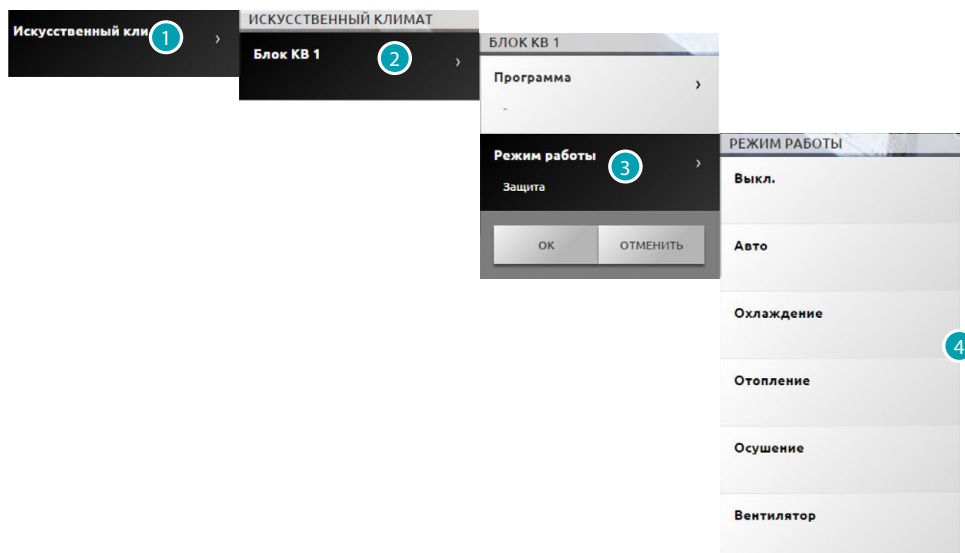 Искусственный кли
1
ИСКУССТВЕННЫЙ КЛИМАТ
Блок КВ 1
2
БЛОК КВ 1
Программа
-
Режим работы
3
Защита
ОК
ОТМЕНИТЬ
РЕЖИМ РАБОТЫ
Выкл.
Авто
Охлаждение
4
Отопление
Осушение
Вентилятор